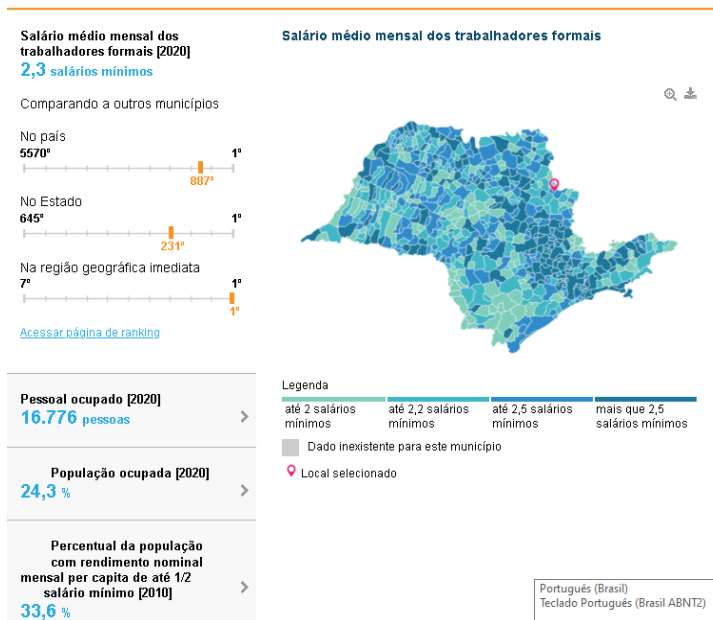 Salário médio mensal dos
trabalhadores formais [2020]
2,3 salários mínimos
Comparando a outros municípios
No país
5570º 1º
887º
No Estado
645º 1º
231º
Na região geográfica imediata
7º 1º
1º
Acessar página de ranking
Pessoal ocupado [2020]
16.776 pessoas
População ocupada [2020]
24,3 %
Percentual da população
com rendimento nominal
mensal per capita de até 1/2
salário mínimo [2010]
33,6 %
Salário médio mensal dos trabalhadores formais
Legenda
até 2 salários
mínimos
até 2,2 salários
mínimos
até 2,5 salários
mínimos
mais que 2,5
salários mínimos
Dado inexistente para este município
Local selecionado
Português (Brasil)
Teclado Português (Brasil ABNT2)